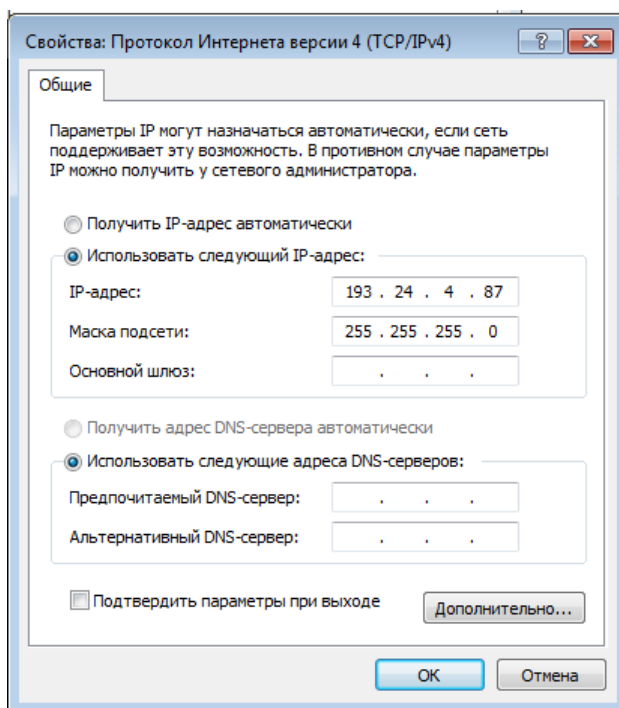 Свойства: Протокол Интернета версии 4 (TCP/IPv4)
Общие
Параметры IP могут назначаться автоматически, если сеть
поддерживает эту возможность. В противном случае параметры
IP можно получить у сетевого администратора.
Получить IP-адрес автоматически
Использовать следующий IP-адрес:
IP-адрес: 193 . 24 . 4 . 87
Маска подсети: 255 . 255 . 255 . 0
Основной шлюз: . . .
Получить адрес DNS-сервера автоматически
Использовать следующие адреса DNS-серверов:
Предпочитаемый DNS-сервер: . . .
Альтернативный DNS-сервер: . . .
Подтвердить параметры при выходе
Дополнительно...
ОК Отмена